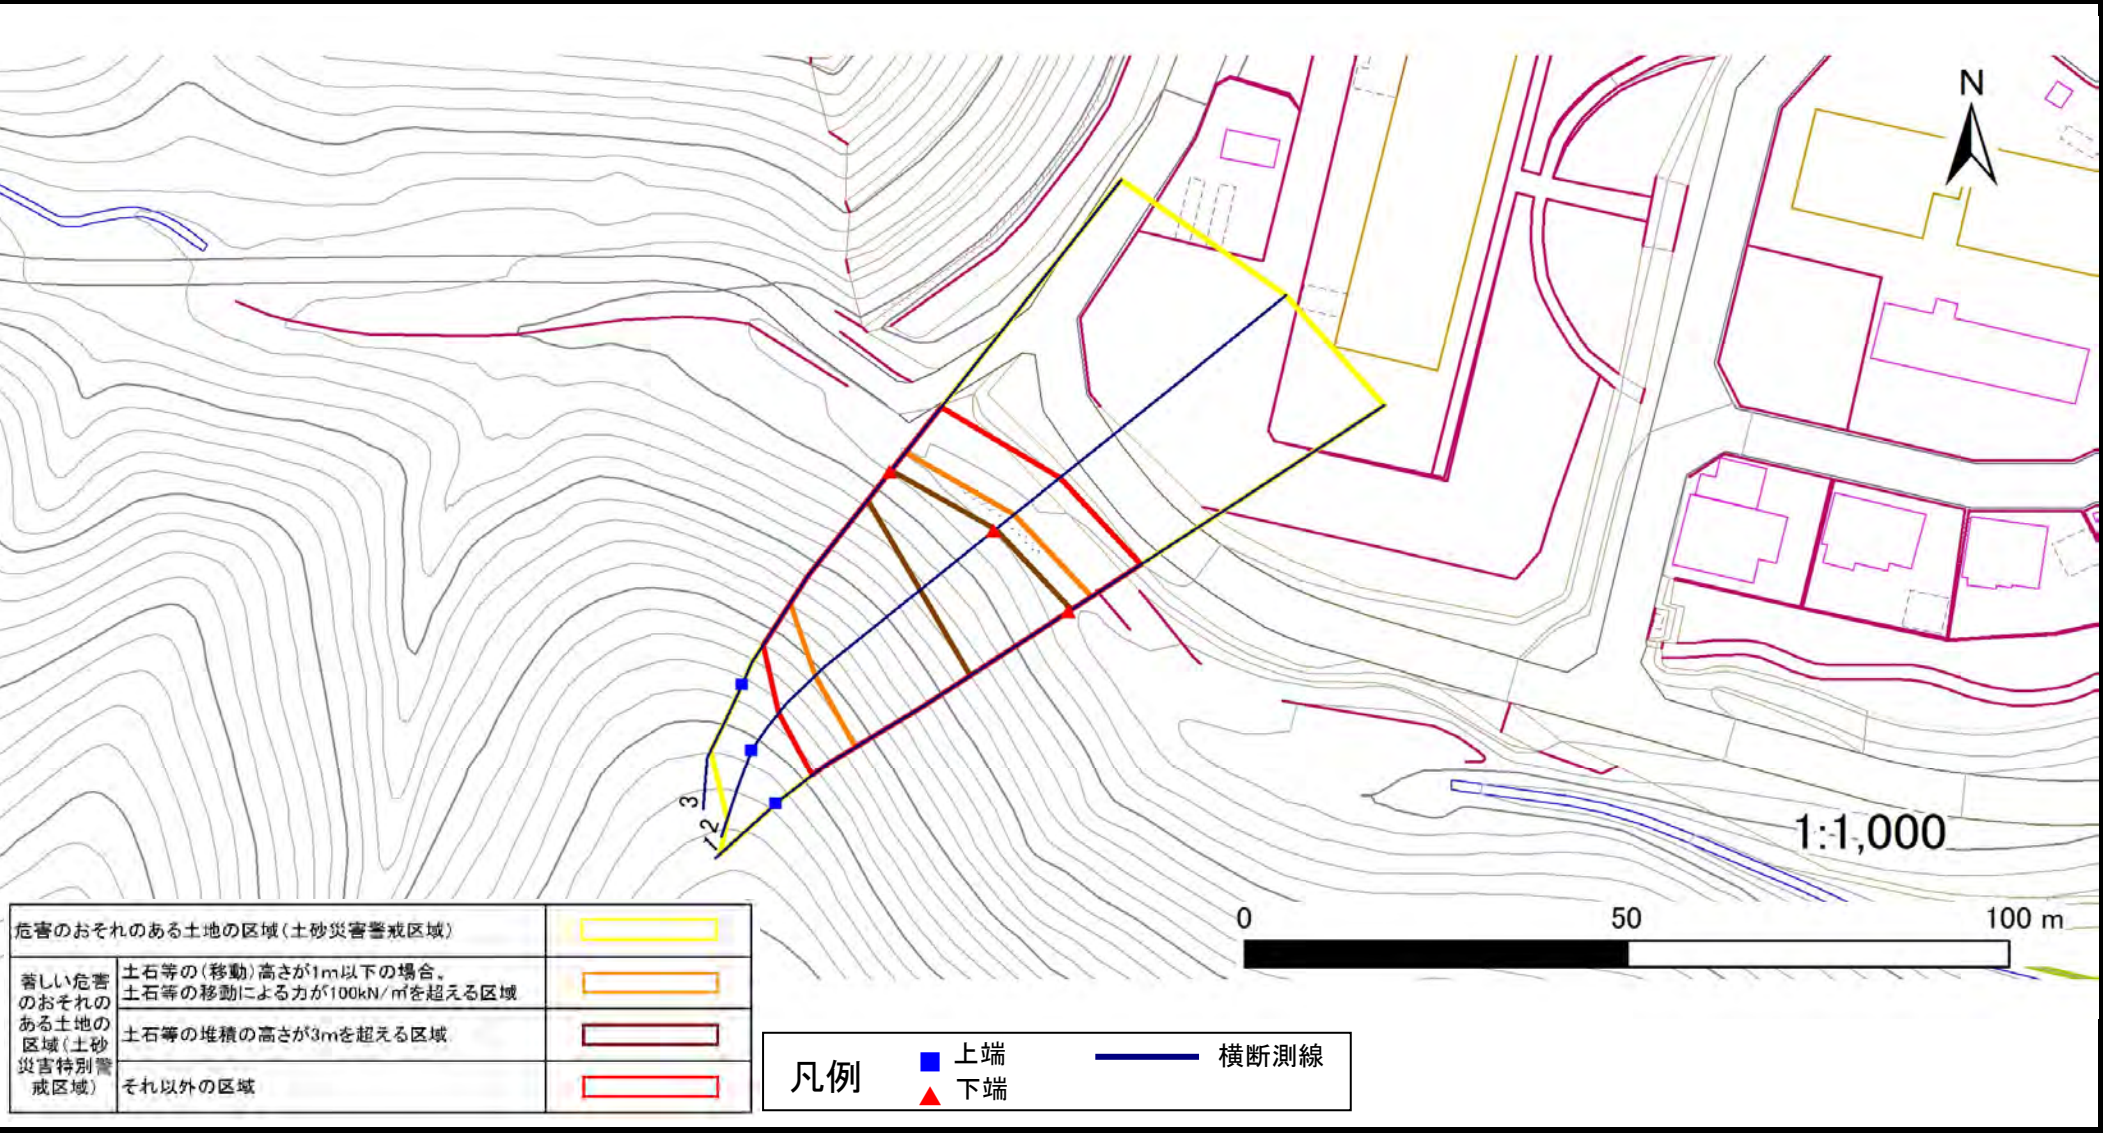 N
3
2
1
1:1,000
0 50 100 m
危害のおそれのある土地の区域(土砂災害警戒区域)
著しい危害
のおそれの
ある土地の
区域(土砂
災害特別警
戒区域)
土石等の(移動)高さが1m以下の場合、
土石等の移動による力が100kN/㎡を超える区域
土石等の堆積の高さが3mを超える区域
それ以外の区域
凡例
上端
下端
横断測線